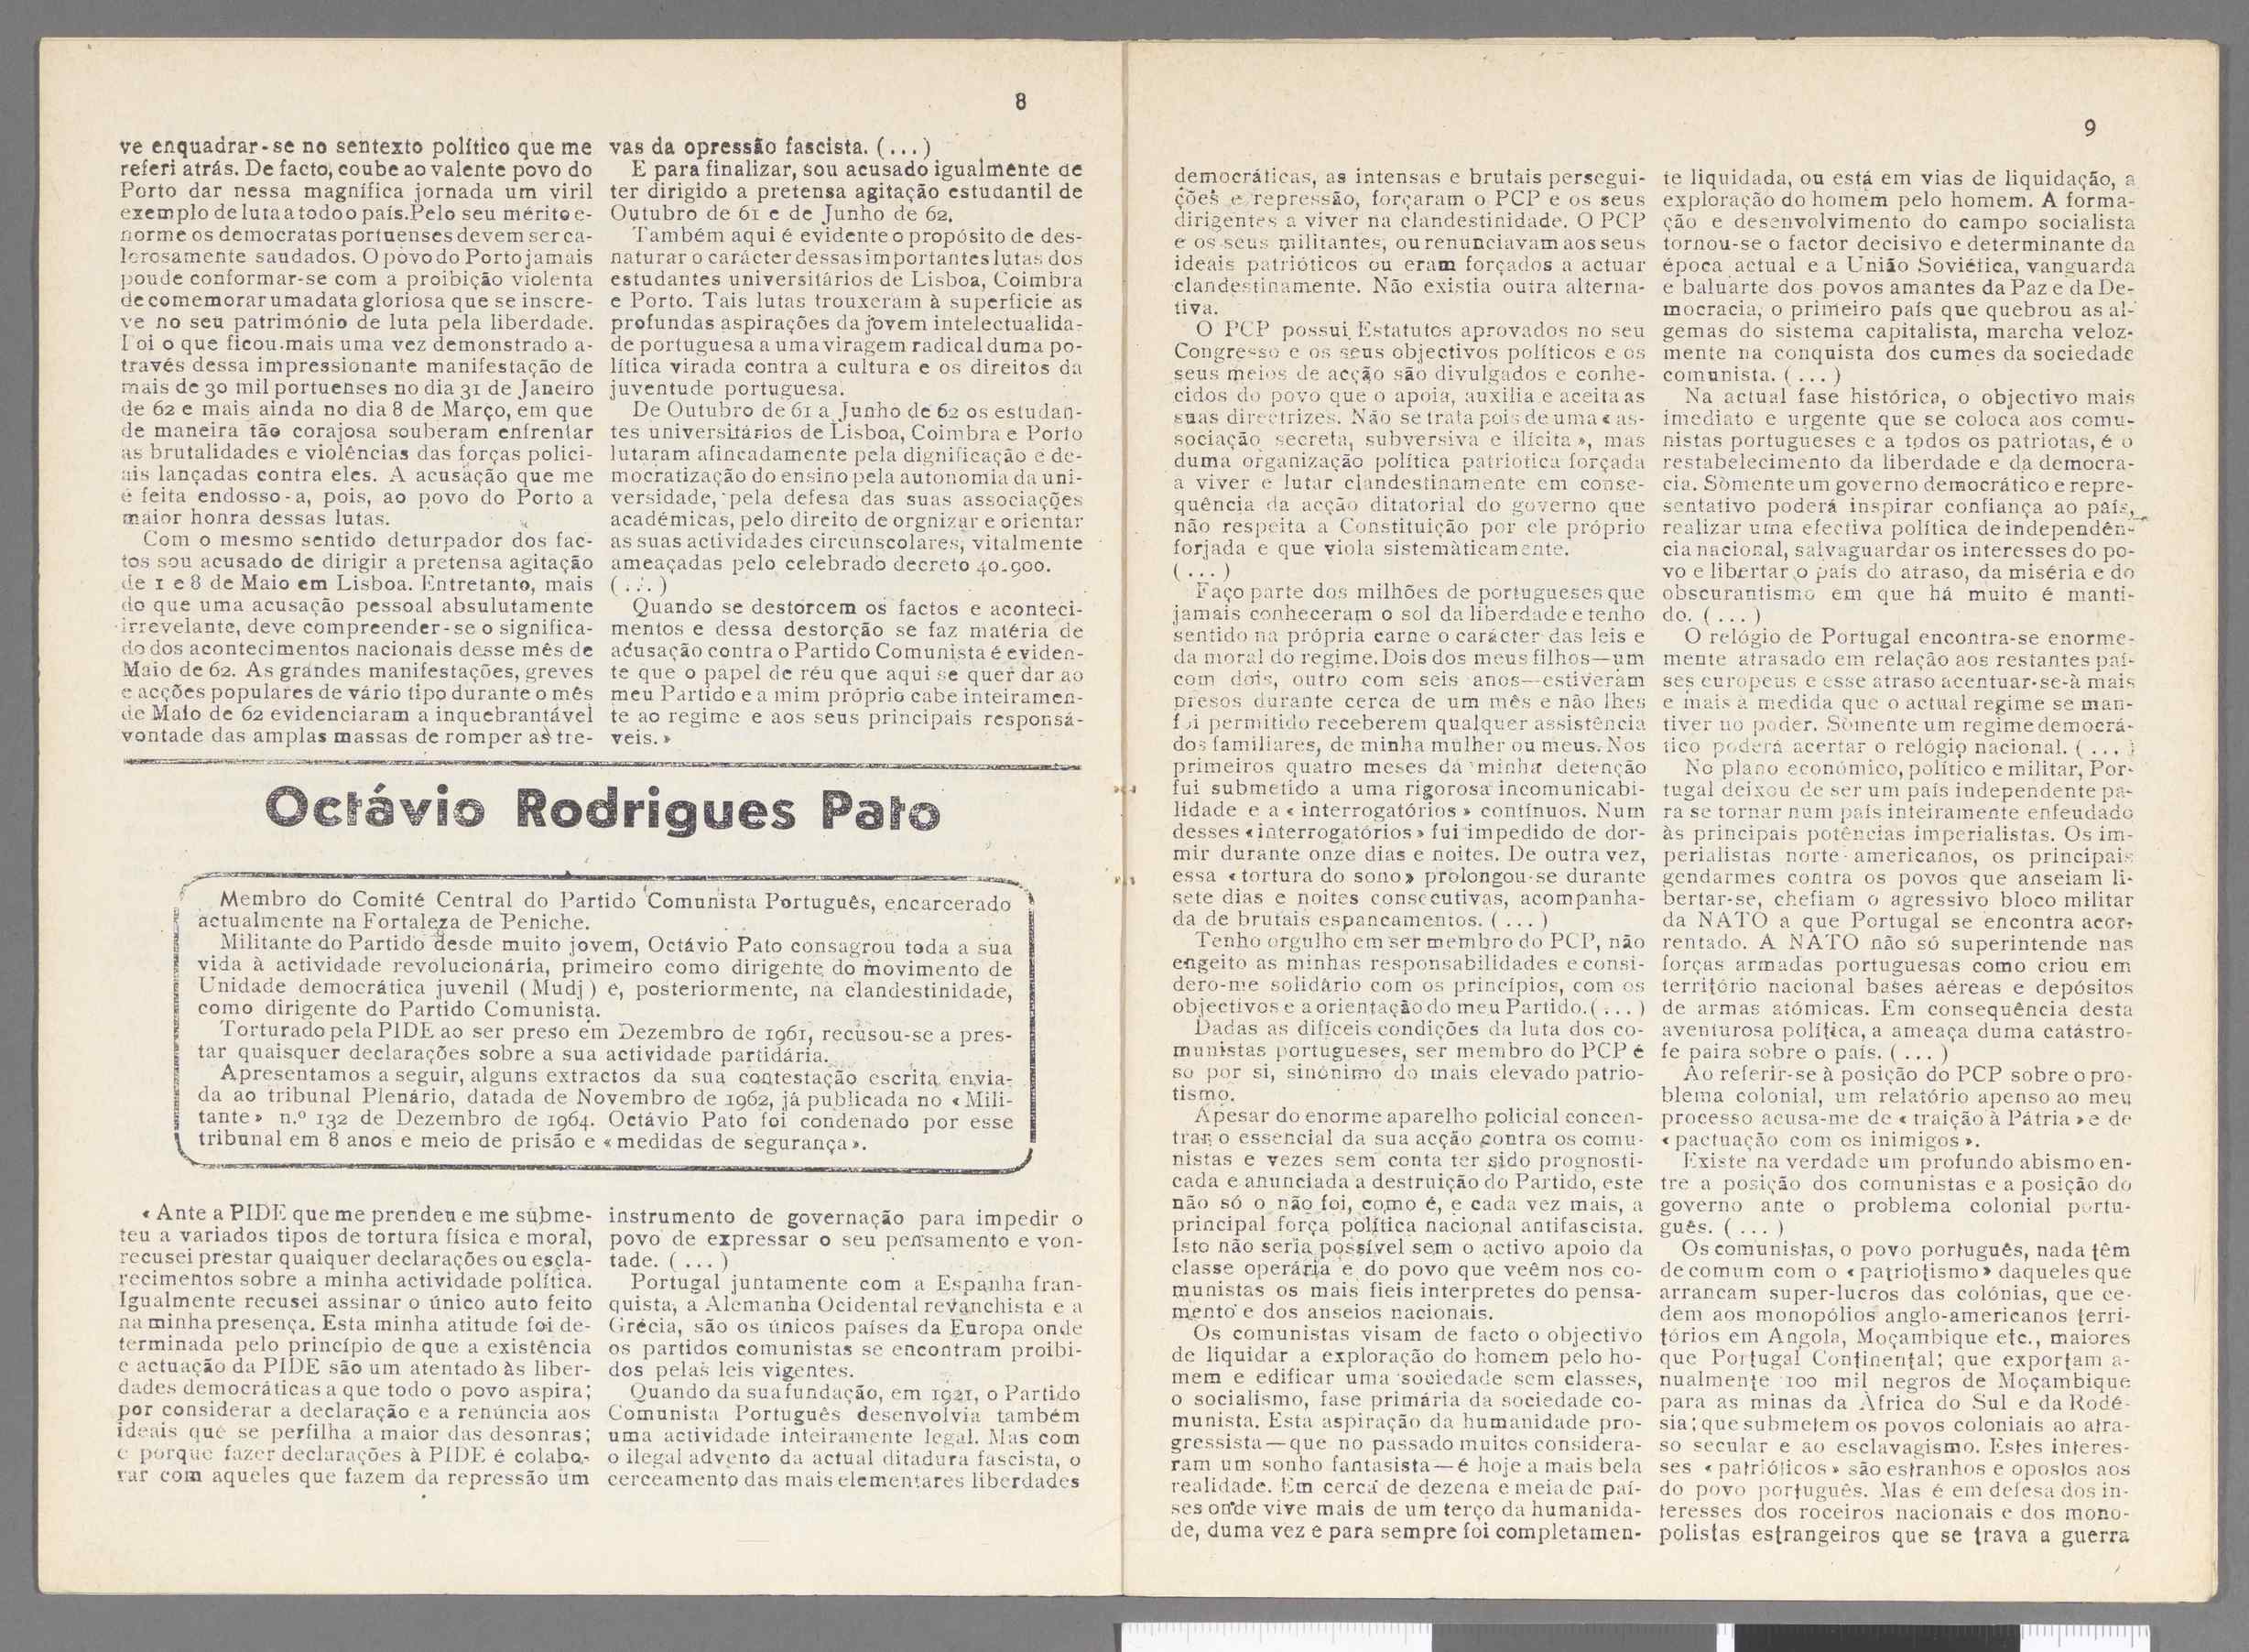 8
ve enquadrar-se no sentexto político que me
referi atrás. De facto, coube ao valente povo do
Porto dar nessa magnífica jornada um viril
exemplo de luta a todo o país. Pelo seu mérito e-
norme os democratas portuenses devem ser ca-
lorosamente saudados. O povo do Porto jamais
poude conformar-se com a proibição violenta
de comemorar uma data gloriosa que se inscre-
ve no seu património de luta pela liberdade.
Foi o que ficou mais uma vez demonstrado a-
través dessa impressionante manifestação de
mais de 30 mil portuenses no dia 31 de Janeiro
de 62 e mais ainda no dia 8 de Março, em que
de maneira tão corajosa souberam enfrentar
as brutalidades e violências das forças polici-
ais lançadas contra eles. A acusação que me
é feita endosso-a, pois, ao povo do Porto a
maior honra dessas lutas.
Com o mesmo sentido deturpador dos fac-
tos sou acusado de dirigir a pretensa agitação
de 1 e 8 de Maio em Lisboa. Entretanto, mais
do que uma acusação pessoal absulutamente
irrevelante, deve compreender-se o significa-
do dos acontecimentos nacionais desse mês de
Maio de 62. As grandes manifestações, greves
e acções populares de vário tipo durante o mês
de Maio de 62 evidenciaram a inquebrantável
vontade das amplas massas de romper as tre-
vas da opressão fascista. (...)
E para finalizar, sou acusado igualmente de
ter dirigido a pretensa agitação estudantil de
Outubro de 61 e de Junho de 62.
Também aqui é evidente o propósito de des-
naturar o carácter dessas importantes lutas dos
estudantes universitários de Lisboa, Coimbra
e Porto. Tais lutas trouxeram à superfície as
profundas aspirações da jovem intelectualida-
de portuguesa a uma viragem radical duma po-
lítica virada contra a cultura e os direitos da
juventude portuguesa.
De Outubro de 61 a Junho de 62 os estudan-
tes universitários de Lisboa, Coimbra e Porto
lutaram afincadamente pela dignificação e de-
mocratização do ensino pela autonomia da uni-
versidade, pela defesa das suas associações
académicas, pelo direito de orgnizar e orientar
as suas actividades circunscolares, vitalmente
ameaçadas pelo celebrado decreto 40.900.
(...)
Quando se destorcem os factos e aconteci-
mentos e dessa destorção se faz matéria de
acusação contra o Partido Comunista é eviden-
te que o papel de réu que aqui se quer dar ao
meu Partido e a mim próprio cabe inteiramen-
te ao regime e aos seus principais responsá-
veis.»
Octávio Rodrigues Pato
Membro do Comité Central do Partido Comunista Português, encarcerado
actualmente na Fortaleza de Peniche.
Militante do Partido desde muito jovem, Octávio Pato consagrou toda a sua
vida à actividade revolucionária, primeiro como dirigente do movimento de
Unidade democrática juvenil (Mudj) e, posteriormente, na clandestinidade,
como dirigente do Partido Comunista.
Torturado pela PIDE ao ser preso em Dezembro de 1961, recusou-se a pres-
tar quaisquer declarações sobre a sua actividade partidária.
Apresentamos a seguir, alguns extractos da sua contestação escrita envia-
da ao tribunal Plenário, datada de Novembro de 1962, já publicada no «Mili-
tante» n.º 132 de Dezembro de 1964. Octávio Pato foi condenado por esse
tribunal em 8 anos e meio de prisão e «medidas de segurança».
«Ante a PIDE que me prendeu e me subme-
teu a variados tipos de tortura física e moral,
recusei prestar quaiquer declarações ou escla-
recimentos sobre a minha actividade política.
Igualmente recusei assinar o único auto feito
na minha presença. Esta minha atitude foi de-
terminada pelo princípio de que a existência
e actuação da PIDE são um atentado às liber-
dades democráticas a que todo o povo aspira;
por considerar a declaração e a renúncia aos
ideais que se perfilha a maior das desonras;
e porque fazer declarações à PIDE é colabo-
rar com aqueles que fazem da repressão um
instrumento de governação para impedir o
povo de expressar o seu pensamento e von-
tade. (...)
Portugal juntamente com a Espanha fran-
quista, a Alemanha Ocidental revanchista e a
Grécia, são os únicos países da Europa onde
os partidos comunistas se encontram proibi-
dos pelas leis vigentes.
Quando da sua fundação, em 1921, o Partido
Comunista Português desenvolvia também
uma actividade inteiramente legal. Mas com
o ilegal advento da actual ditadura fascista, o
cerceamento das mais elementares liberdades
9
democráticas, as intensas e brutais persegui-
ções e repressão, forçaram o PCP e os seus
dirigentes a viver na clandestinidade. O PCP
e os seus militantes, ou renunciavam aos seus
ideais patrióticos ou eram forçados a actuar
clandestinamente. Não existia outra alterna-
tiva.
O PCP possui Estatutos aprovados no seu
Congresso e os seus objectivos políticos e os
seus meios de acção são divulgados e conhe-
cidos do povo que o apoia, auxilia e aceita as
suas directrizes. Não se trata pois de uma «as-
sociação secreta, subversiva e ilícita», mas
duma organização política patriotica forçada
a viver e lutar clandestinamente em conse-
quência da acção ditatorial do governo que
não respeita a Constituição por ele próprio
forjada e que viola sistemàticamente.
(...)
Faço parte dos milhões de portugueses que
jamais conheceram o sol da liberdade e tenho
sentido na própria carne o carácter das leis e
da moral do regime. Dois dos meus filhos—um
com dois, outro com seis anos—estiveram
presos durante cerca de um mês e não lhes
foi permitido receberem qualquer assistência
dos familiares, de minha mulher ou meus. Nos
primeiros quatro meses da minha detenção
fui submetido a uma rigorosa incomunicabi-
lidade e a «interrogatórios» contínuos. Num
desses «interrogatórios» fui impedido de dor-
mir durante onze dias e noites. De outra vez,
essa «tortura do sono» prolongou-se durante
sete dias e noites consecutivas, acompanha-
da de brutais espancamentos. (...)
Tenho orgulho em ser membro do PCP, não
engeito as minhas responsabilidades e consi-
dero-me solidário com os princípios, com os
objectivos e a orientação do meu Partido. (...)
Dadas as difíceis condições da luta dos co-
munistas portugueses, ser membro do PCP é
so por si, sinónimo do mais elevado patrio-
tismo.
Apesar do enorme aparelho policial concen-
trar o essencial da sua acção contra os comu-
nistas e vezes sem conta ter sido prognosti-
cada e anunciada a destruição do Partido, este
não só o não foi, como é, e cada vez mais, a
principal força política nacional antifascista.
Isto não seria possível sem o activo apoio da
classe operária e do povo que veêm nos co-
munistas os mais fieis interpretes do pensa-
mento e dos anseios nacionais.
Os comunistas visam de facto o objectivo
de liquidar a exploração do homem pelo ho-
mem e edificar uma sociedade sem classes,
o socialismo, fase primária da sociedade co-
munista. Esta aspiração da humanidade pro-
gressista—que no passado muitos considera-
ram um sonho fantasista—é hoje a mais bela
realidade. Em cerca de dezena e meia de paí-
ses onde vive mais de um terço da humanida-
de, duma vez e para sempre foi completamen-
te liquidada, ou está em vias de liquidação, a
exploração do homem pelo homem. A forma-
ção e desenvolvimento do campo socialista
tornou-se o factor decisivo e determinante da
época actual e a União Soviética, vanguarda
e baluarte dos povos amantes da Paz e da De-
mocracia, o primeiro país que quebrou as al-
gemas do sistema capitalista, marcha veloz-
mente na conquista dos cumes da sociedade
comunista. (...)
Na actual fase histórica, o objectivo mais
imediato e urgente que se coloca aos comu-
nistas portugueses e a todos os patriotas, é o
restabelecimento da liberdade e da democra-
cia. Sòmente um governo democrático e repre-
sentativo poderá inspirar confiança ao país,
realizar uma efectiva política de independên-
cia nacional, salvaguardar os interesses do po-
vo e libertar o país do atraso, da miséria e do
obscurantismo em que há muito é manti-
do. (...)
O relógio de Portugal encontra-se enorme-
mente atrasado em relação aos restantes paí-
ses europeus e esse atraso acentuar-se-à mais
e mais à medida que o actual regime se man-
tiver no poder. Sòmente um regime democrá-
tico poderá acertar o relógio nacional. (...)
No plano económico, político e militar, Por-
tugal deixou de ser um país independente pa-
ra se tornar num país inteiramente enfeudado
às principais potências imperialistas. Os im-
perialistas norte-americanos, os principais
gendarmes contra os povos que anseiam li-
bertar-se, chefiam o agressivo bloco militar
da NATO a que Portugal se encontra acor-
rentado. A NATO não só superintende nas
forças armadas portuguesas como criou em
território nacional bases aéreas e depósitos
de armas atómicas. Em consequência desta
aventurosa política, a ameaça duma catástro-
fe paira sobre o país. (...)
Ao referir-se à posição do PCP sobre o pro-
blema colonial, um relatório apenso ao meu
processo acusa-me de «traição à Pátria» e de
«pactuação com os inimigos».
Existe na verdade um profundo abismo en-
tre a posição dos comunistas e a posição do
governo ante o problema colonial portu-
guês. (...)
Os comunistas, o povo português, nada têm
de comum com o «patriotismo» daqueles que
arrancam super-lucros das colónias, que ce-
dem aos monopólios anglo-americanos terri-
tórios em Angola, Moçambique etc., maiores
que Portugal Continental; que exportam a-
nualmente 100 mil negros de Moçambique
para as minas da África do Sul e da Rodé-
sia; que submetem os povos coloniais ao atra-
so secular e ao esclavagismo. Estes interes-
ses «patrióticos» são estranhos e opostos aos
do povo português. Mas é em defesa dos in-
teresses dos roceiros nacionais e dos mono-
polistas estrangeiros que se trava a guerra